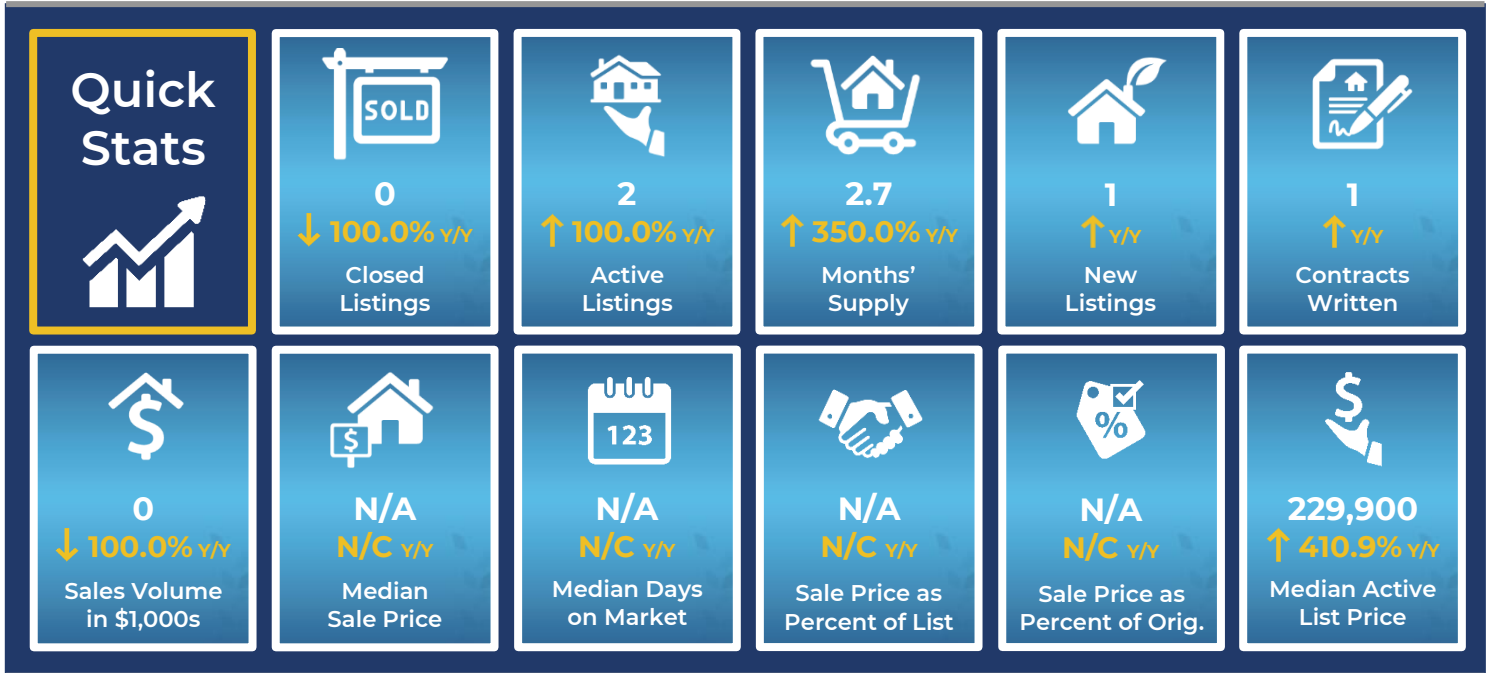 Quick
Stats
SOLD
0
↓ 100.0% Y/Y
Closed
Listings
2
↑ 100.0% Y/Y
Active
Listings
2.7
↑ 350.0% Y/Y
Months’
Supply
1
↑ Y/Y
New
Listings
1
↑ Y/Y
Contracts
Written
$
0
↓ 100.0% Y/Y
Sales Volume
in $1,000s
$
N/A
N/C Y/Y
Median
Sale Price
123
N/A
N/C Y/Y
Median Days
on Market
N/A
N/C Y/Y
Sale Price as
Percent of List
%
N/A
N/C Y/Y
Sale Price as
Percent of Orig.
$
229,900
↑ 410.9% Y/Y
Median Active
List Price